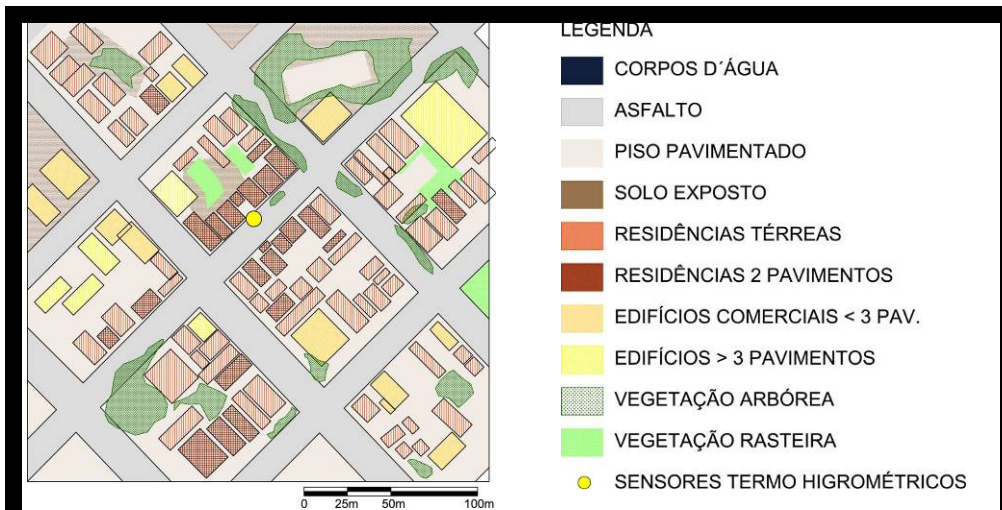 LEGENDA
CORPOS D´ÁGUA
ASFALTO
PISO PAVIMENTADO
SOLO EXPOSTO
RESIDÊNCIAS TÉRREAS
RESIDÊNCIAS 2 PAVIMENTOS
EDIFÍCIOS COMERCIAIS < 3 PAV.
EDIFÍCIOS > 3 PAVIMENTOS
VEGETAÇÃO ARBÓREA
VEGETAÇÃO RASTEIRA
SENSORES TERMO HIGROMÉTRICOS
0 25m 50m 100m